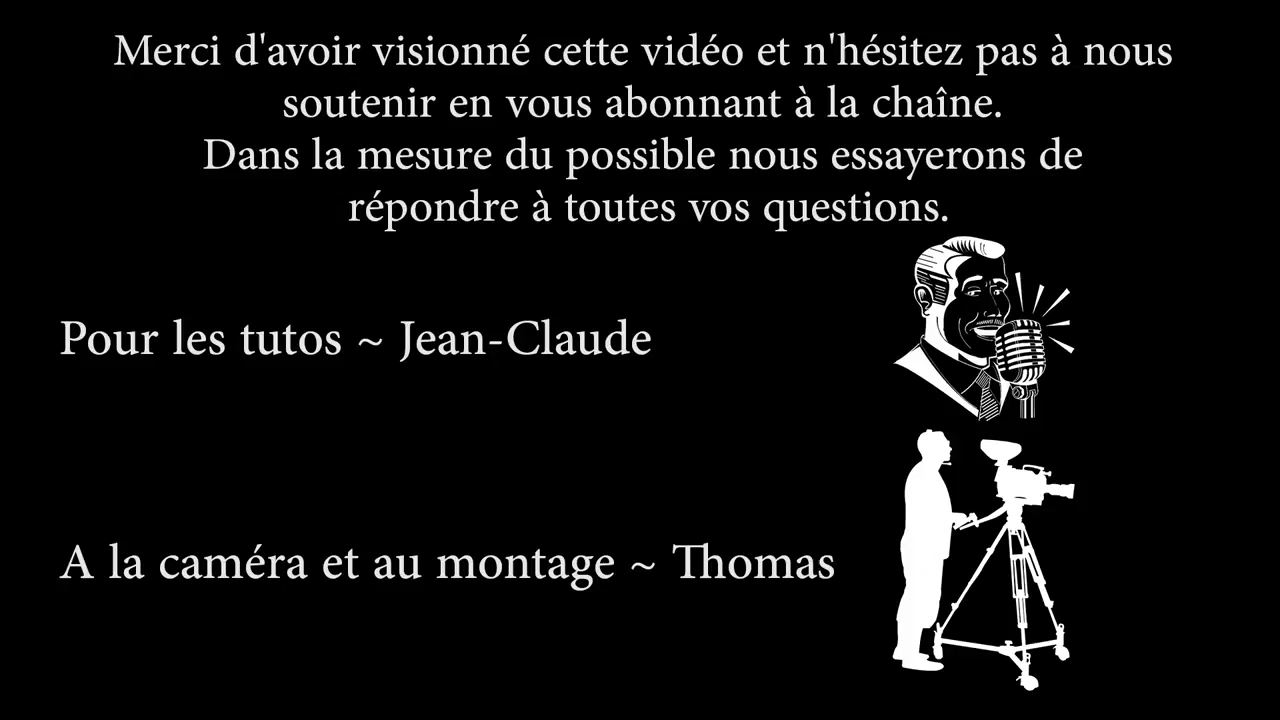 Merci d'avoir visionné cette vidéo et n'hésitez pas à nous
soutenir en vous abonnant à la chaîne.
Dans la mesure du possible nous essayerons de
répondre à toutes vos questions.
Pour les tutos ~ Jean-Claude
A la caméra et au montage ~ Thomas